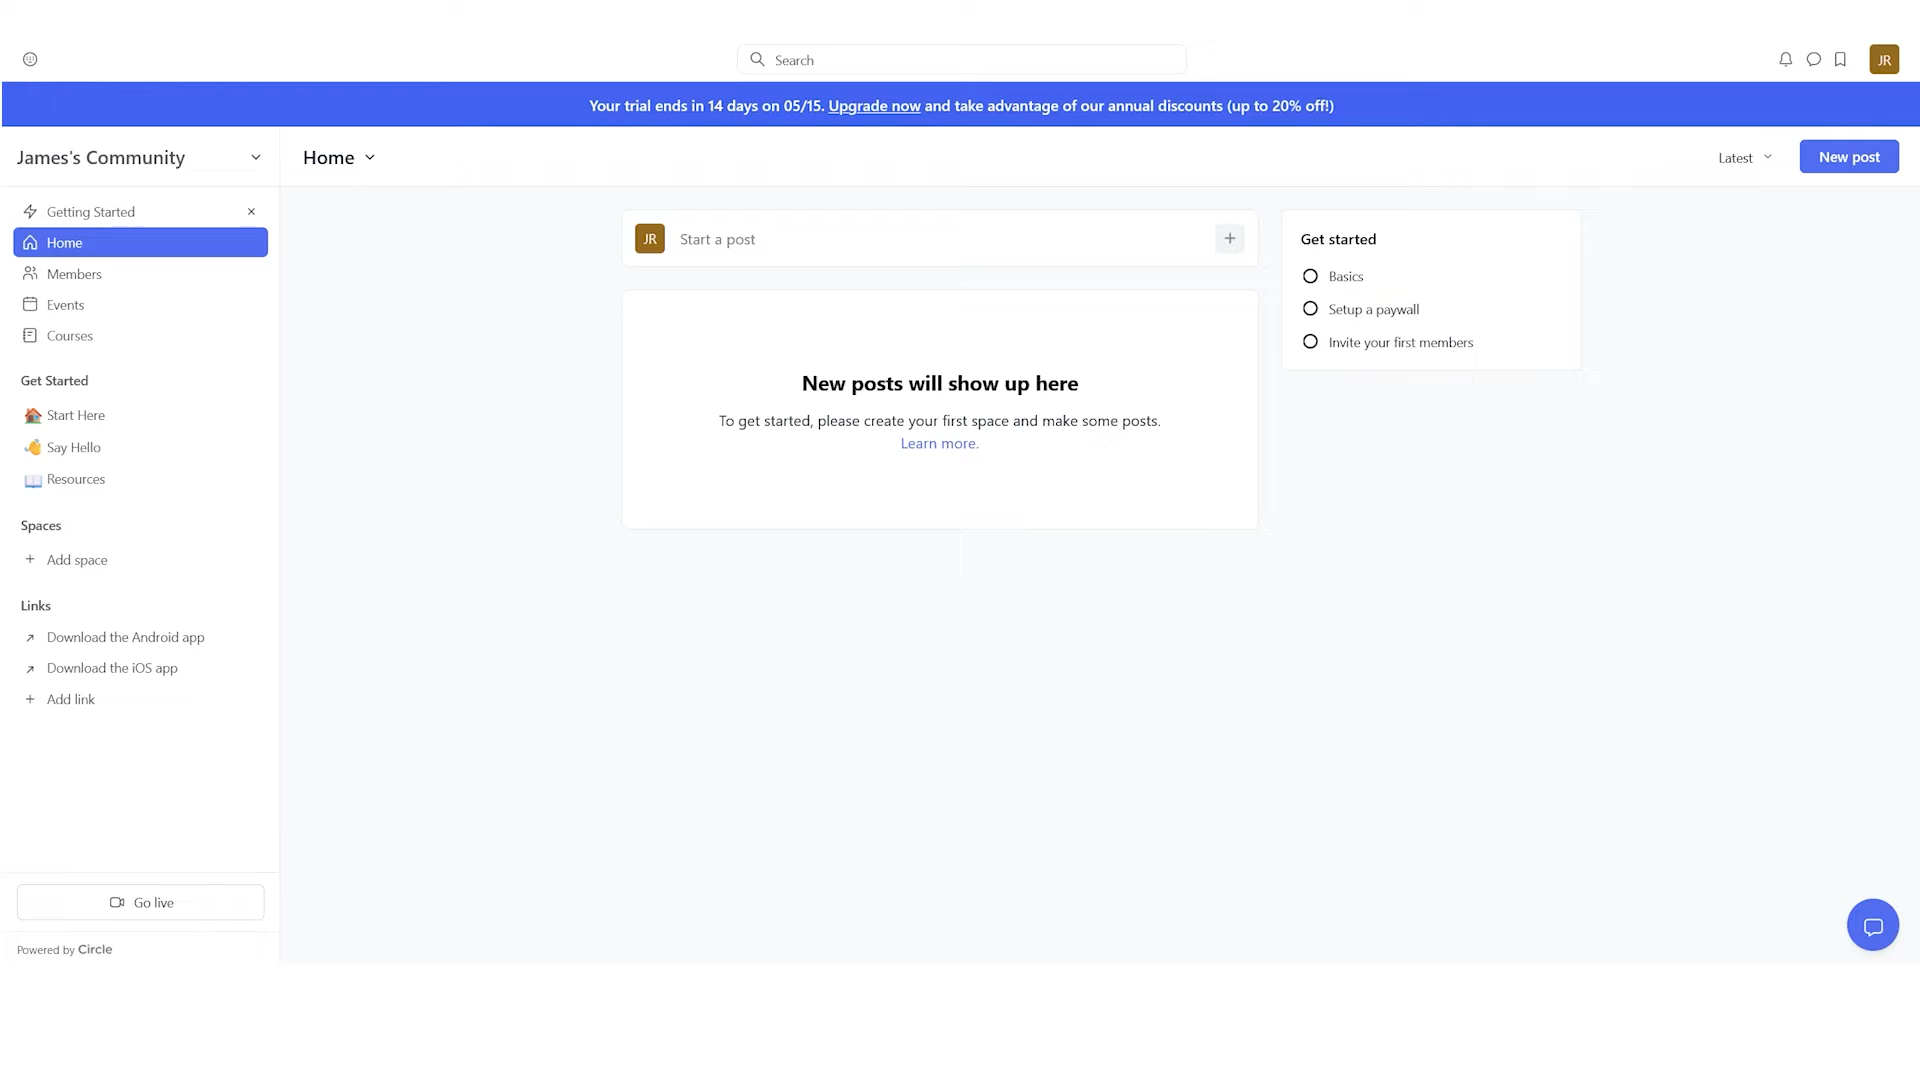 Search
JR
Your trial ends in 14 days on 05/15. Upgrade now and take advantage of our annual discounts (up to 20% off!)
James's Community
Home
Latest
New post
Getting Started
Home
Members
Events
Courses
Get Started
Start Here
Say Hello
Resources
Spaces
Add space
Links
Download the Android app
Download the iOS app
Add link
Go live
Powered by Circle
JR
Start a post
New posts will show up here
To get started, please create your first space and make some posts.
Learn more.
Get started
Basics
Setup a paywall
Invite your first members